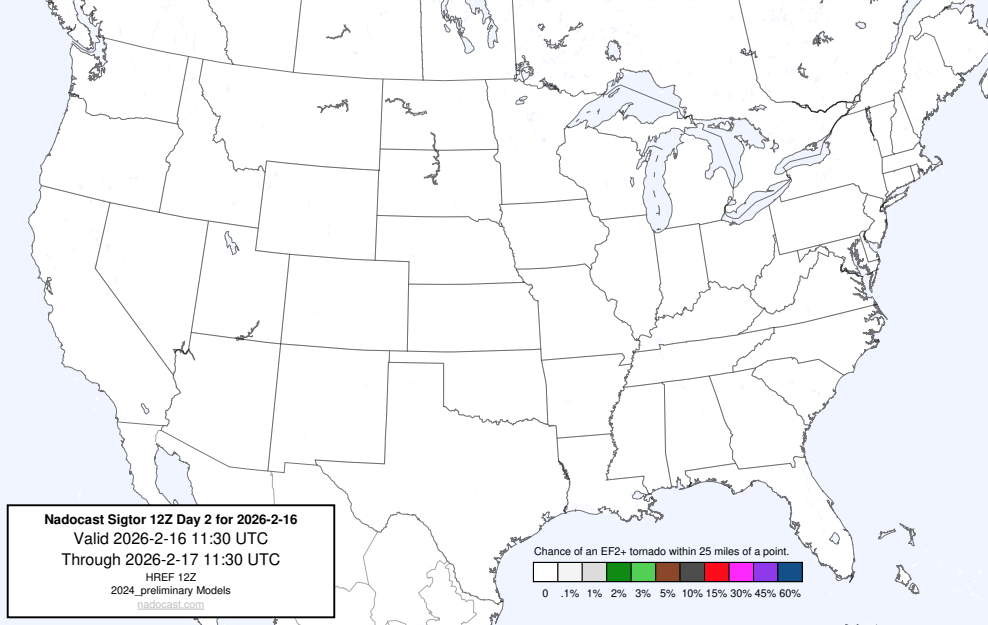 Nadocast Sigtor 12Z Day 2 for 2026-2-16
Valid 2026-2-16 11:30 UTC
Through 2026-2-17 11:30 UTC
HREF 12Z
2024_preliminary Models
nadocast.com
Chance of an EF2+ tornado within 25 miles of a point.
0 .1% 1% 2% 3% 5% 10% 15% 30% 45% 60%